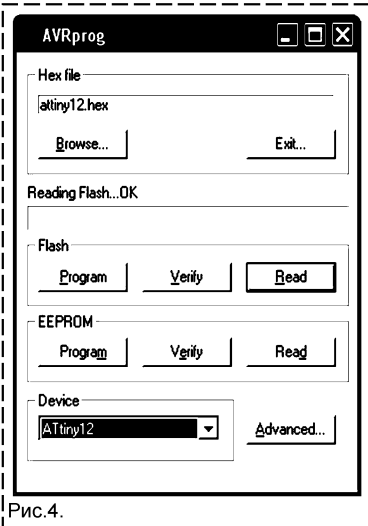 AVRprog
Hex file
attiny12.hex
Browse... Exit...
Reading Flash...OK
Flash
Program Verify Read
EEPROM
Program Verify Read
Device
ATtiny12 Advanced...
Рис.4.